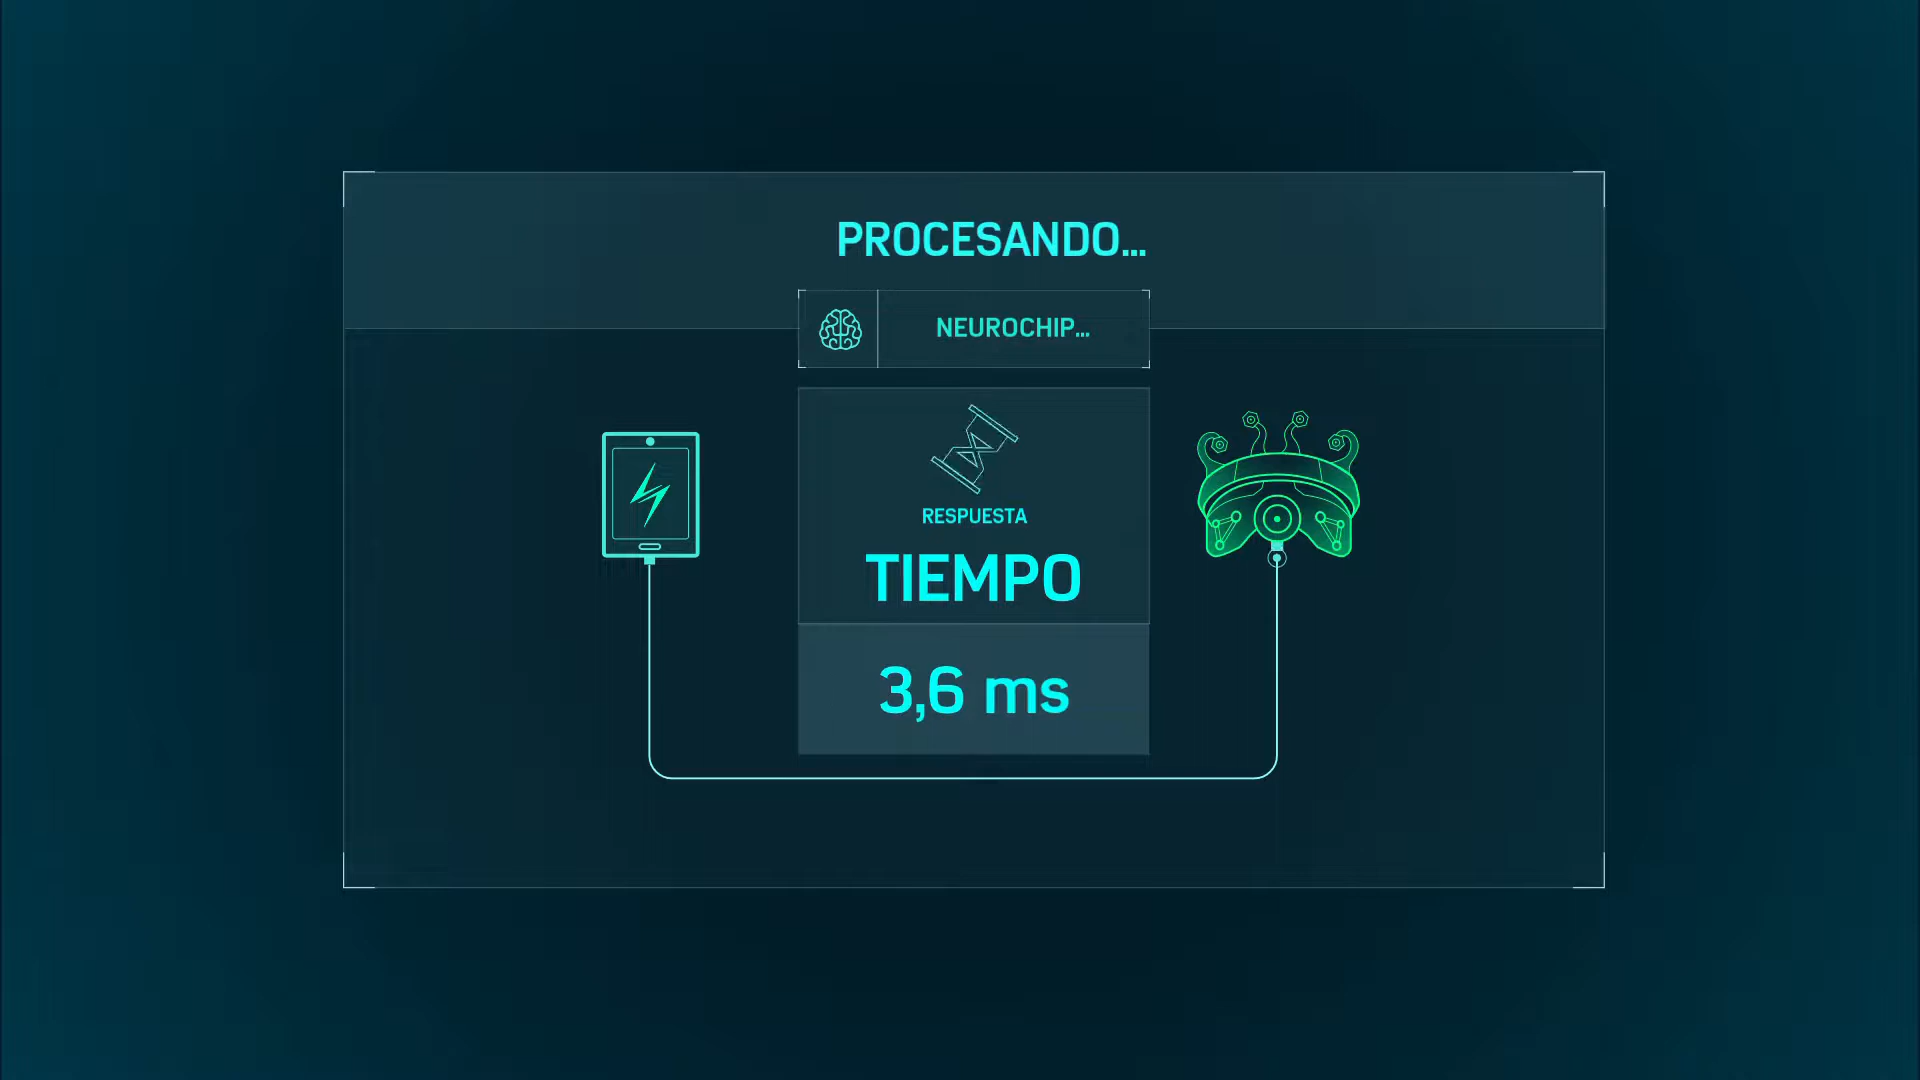 PROCESANDO...
NEUROCHIP...
RESPUESTA
TIEMPO
3,6 ms